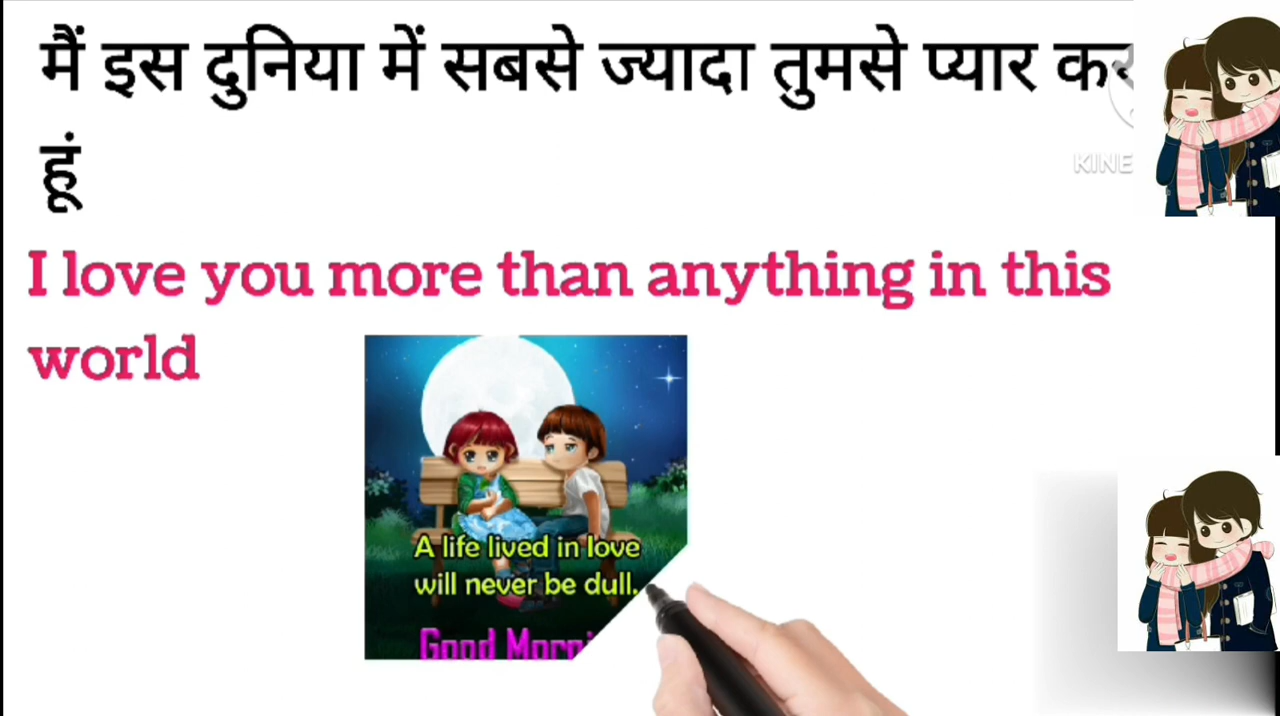 मैं इस दुनिया में सबसे ज्यादा तुमसे प्यार
हूं
I love you more than anything in this
world
A life lived in love
will never be dull.
Good